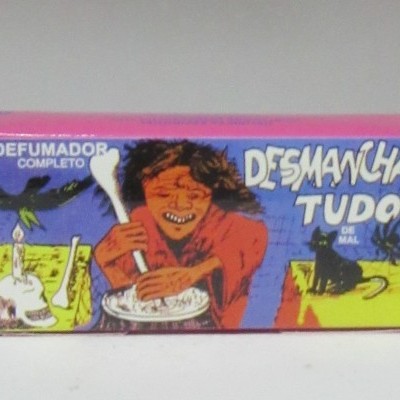 DEFUMADOR
COMPLETO
DESMANCHA
TUDO
DE
MAL